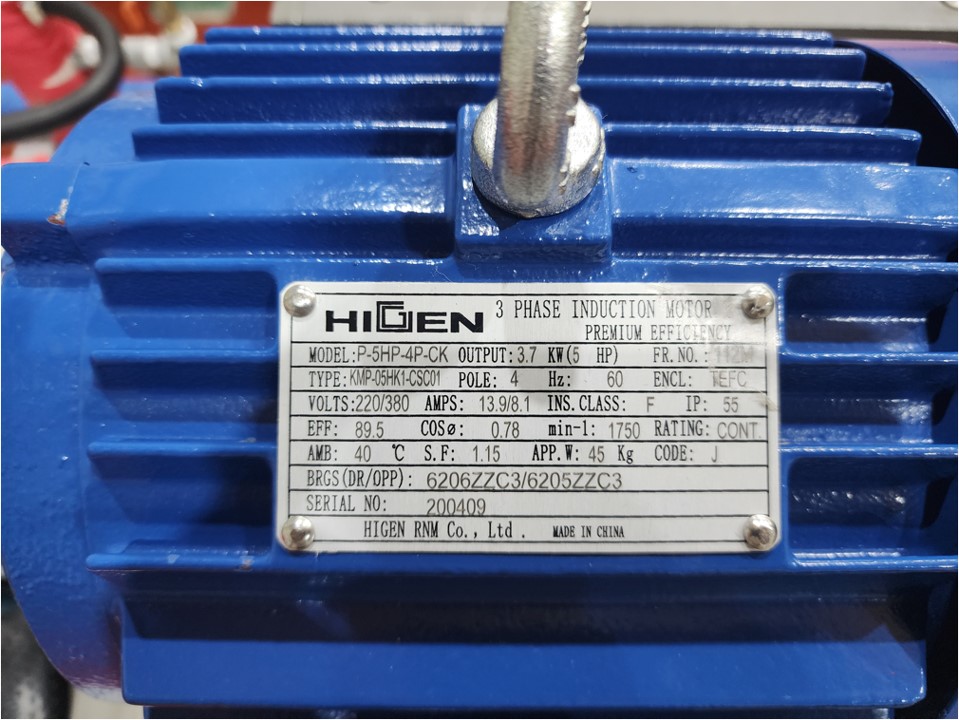 HIGEN 3 PHASE INDUCTION MOTOR
PREMIUM EFFICIENCY
MODEL: P-5HP-4P-CK OUTPUT: 3.7 KW(5 HP) FR.NO.: 112M
TYPE: KMP-05HK1-CSC01 POLE: 4 Hz: 60 ENCL: TEFC
VOLTS: 220/380 AMPS: 13.9/8.1 INS.CLASS: F IP: 55
EFF: 89.5 COSø: 0.78 min-1: 1750 RATING: CONT.
AMB: 40 ℃ S.F: 1.15 APP.W: 45 Kg CODE: J
BRGS(DR/OPP): 6206ZZC3/6205ZZC3
SERIAL NO: 200409
HIGEN RNM Co., Ltd. MADE IN CHINA